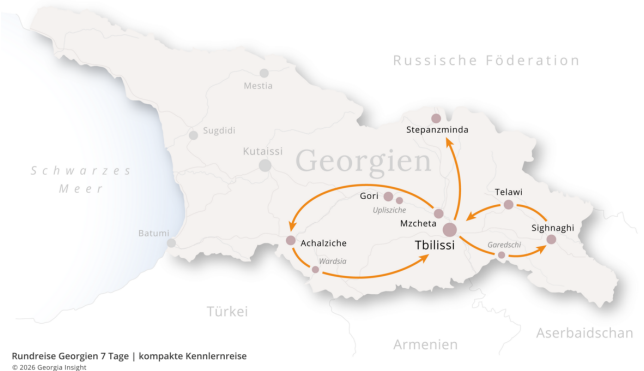 Russische Föderation
Mestia
Stepanzminda
Sugdidi
Kutaissi
Georgien
Schwarzes
Meer
Gori
Uplisziche
Telawi
Mzcheta
Sighnaghi
Batumi
Achalziche
Tbilissi
Garedschi
Wardsia
Türkei
Armenien
Aserbaidschan
Rundreise Georgien 7 Tage | kompakte Kennlernreise
© 2026 Georgia Insight